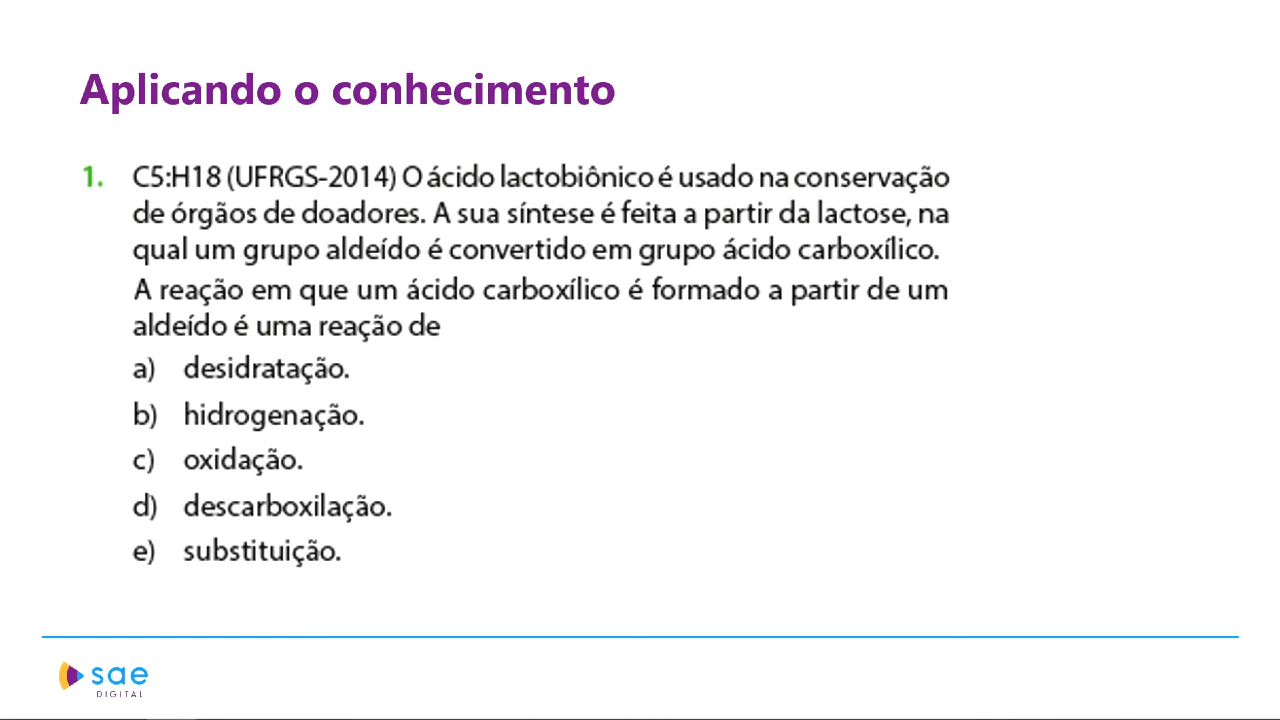 Aplicando o conhecimento
1. C5:H18 (UFRGS-2014) O ácido lactobiônico é usado na conservação
de órgãos de doadores. A sua síntese é feita a partir da lactose, na
qual um grupo aldeído é convertido em grupo ácido carboxílico.
A reação em que um ácido carboxílico é formado a partir de um
aldeído é uma reação de
a) desidratação.
b) hidrogenação.
c) oxidação.
d) descarboxilação.
e) substituição.
sae
DIGITAL